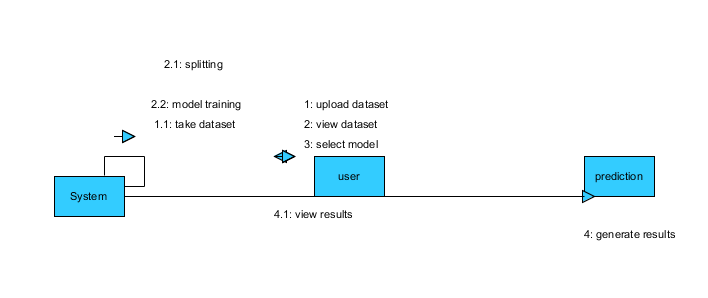 2.1: splitting
2.2: model training
1: upload dataset
1.1: take dataset
2: view dataset
3: select model
user
prediction
System
4.1: view results
4: generate results